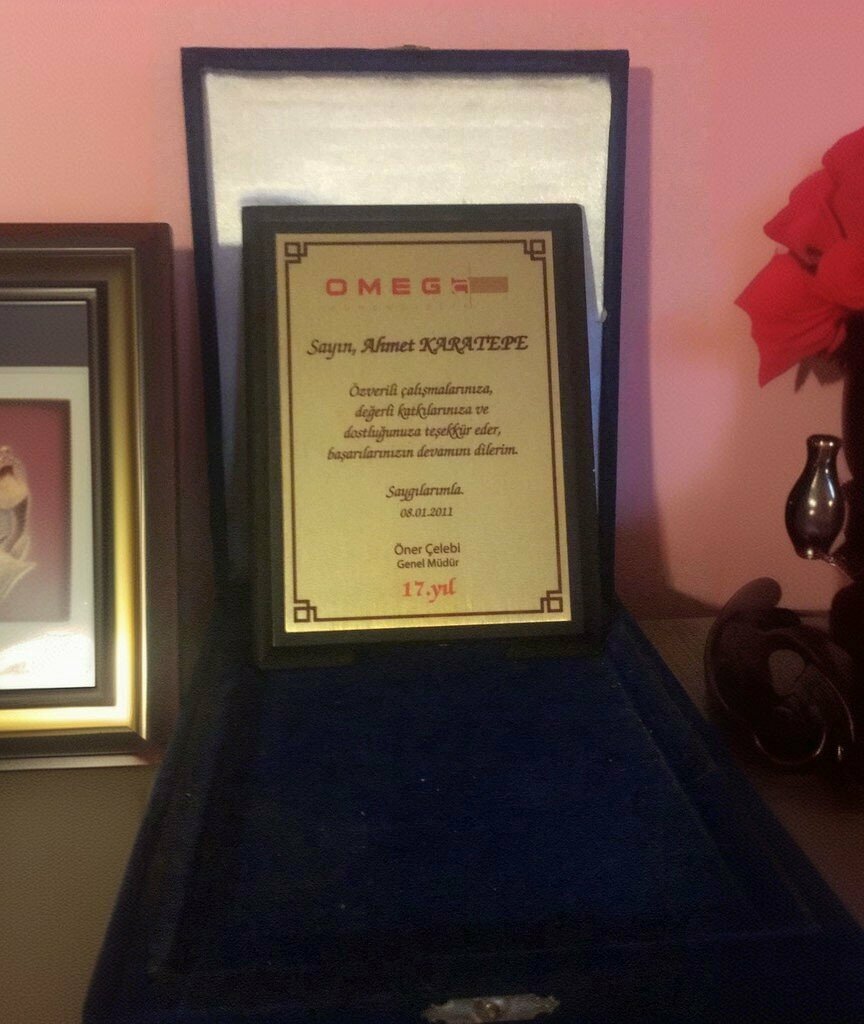 OMEGA
Sayın, Ahmet KARATEPE
Özverili çalışmalarınıza,
değerli katkılarınıza ve
dostluğunuza teşekkür eder,
başarılarınızın devamını dilerim.
Saygılarımla.
08.01.2011
Öner Çelebi
Genel Müdür
17.yıl